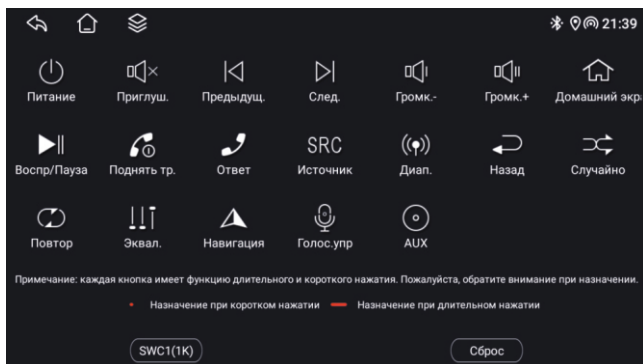 21:39
Питание Приглуш. Предыдущ. След. Громк.- Громк.+ Домашний экр
Воспр/Пауза Поднять тр. SRC Ответ Источник Диап. Назад Случайно
Повтор Эквал. Навигация Голос.упр AUX
Примечание: каждая кнопка имеет функцию длительного и короткого нажатия. Пожалуйста, обратите внимание при назначении.
Назначение при коротком нажатии Назначение при длительном нажатии
SWC1(1K) Сброс